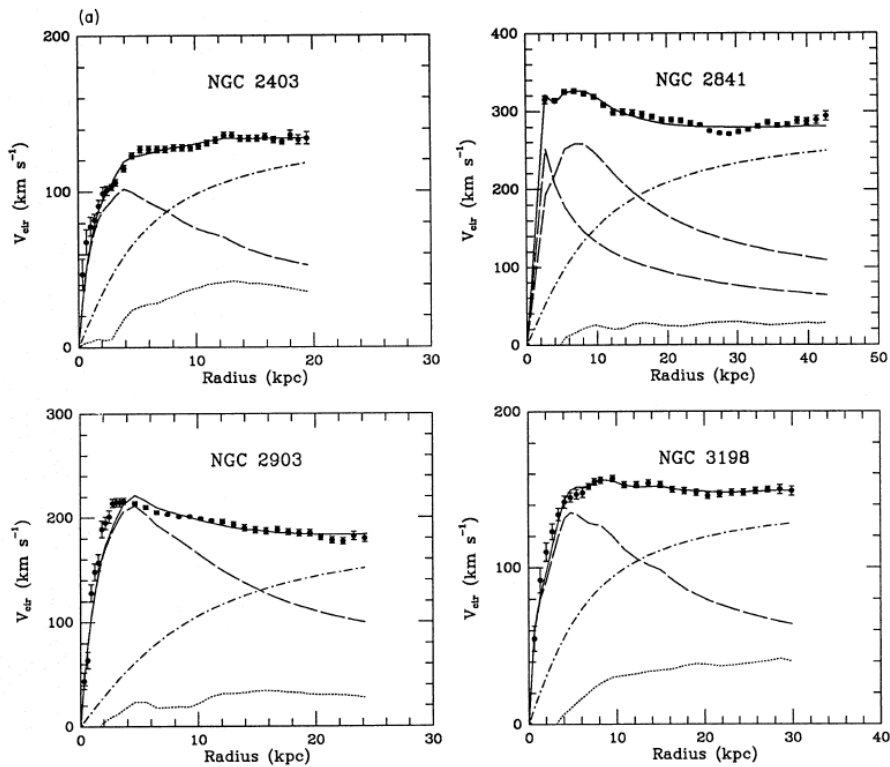 (a)
NGC 2403
200
100
0
V_cir (km s⁻¹)
0 10 20 30
Radius (kpc)
NGC 2841
400
300
200
100
0
V_cir (km s⁻¹)
0 10 20 30 40 50
Radius (kpc)
NGC 2903
300
200
100
0
V_cir (km s⁻¹)
0 10 20 30
Radius (kpc)
NGC 3198
200
100
0
V_cir (km s⁻¹)
0 10 20 30 40
Radius (kpc)